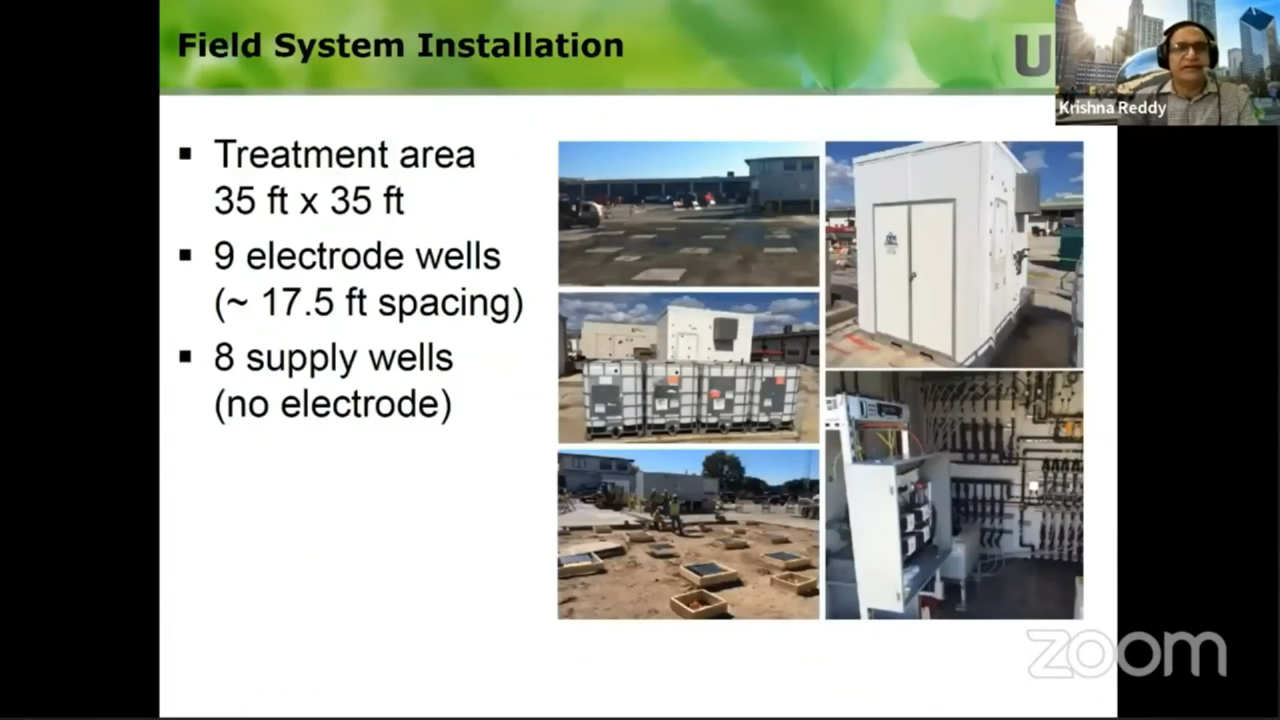 Field System Installation
U
Krishna Reddy
▪ Treatment area
35 ft x 35 ft
▪ 9 electrode wells
(~ 17.5 ft spacing)
▪ 8 supply wells
(no electrode)
zoom